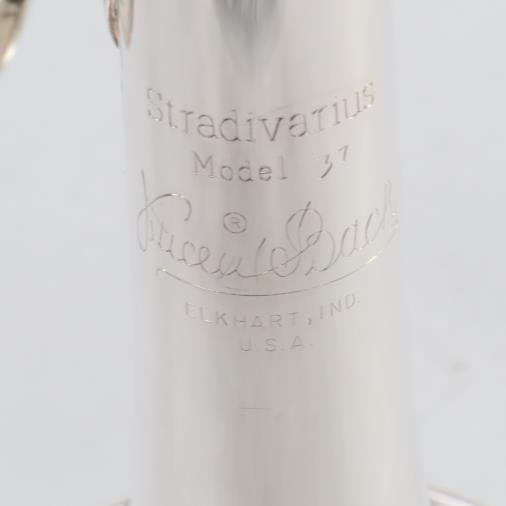 Stradivarius
Model 37
®
Vincent Bach
ELKHART, IND.
U.S.A.